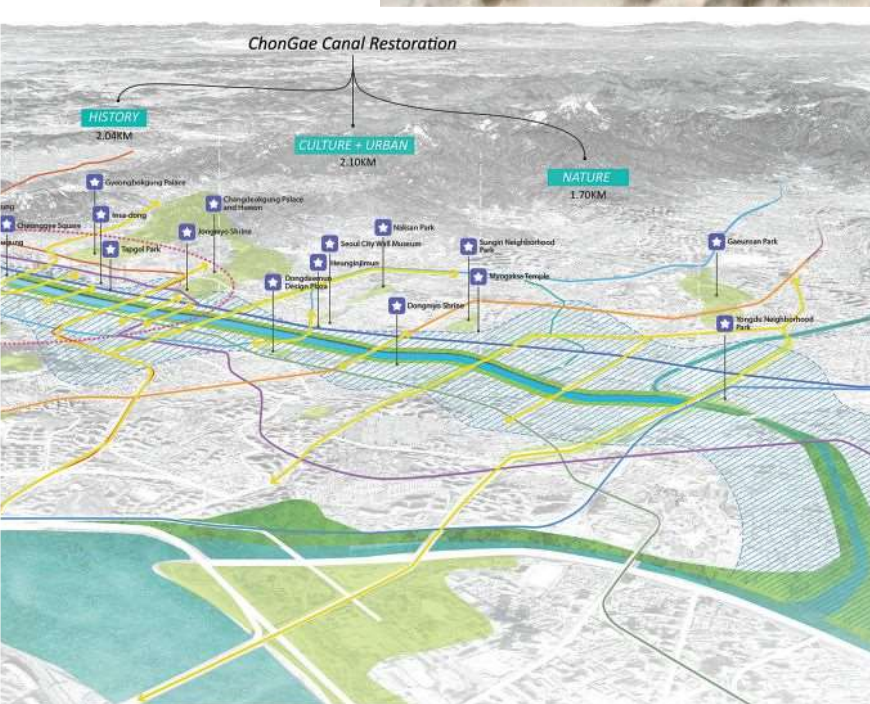 ChonGae Canal Restoration
HISTORY
2.04KM
CULTURE + URBAN
2.10KM
NATURE
1.70KM
Gyeongbokgung Palace
Changdeokgung Palace
and Huwon
Insa-dong
Cheonggye Square
Jongmyo Shrine
Tapgol Park
Naksan Park
Seoul City Wall Museum
Heunginjimun
Dongdaemun
Design Plaza
Sungin Neighborhood
Park
Myogakse Temple
Dongmyo Shrine
Gaeunsan Park
Yongdu Neighborhood
Park